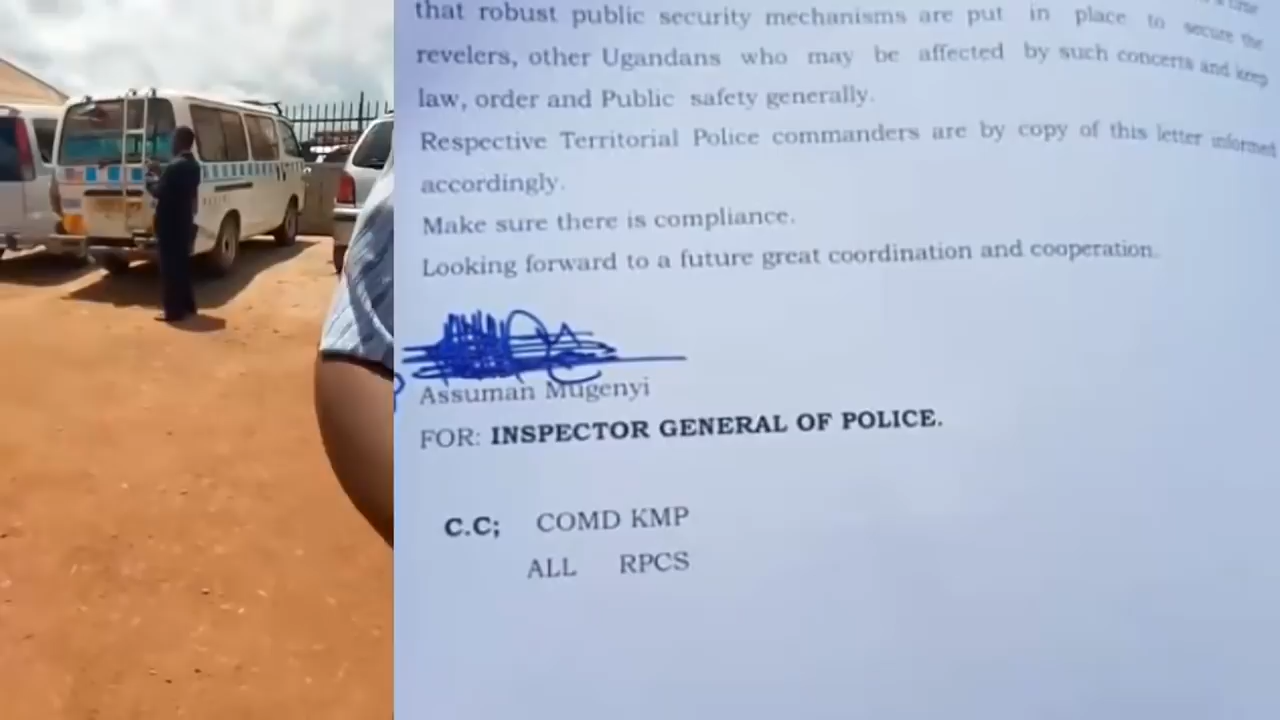 that robust public security mechanisms are put in place to secure the
revelers, other Ugandans who may be affected by such concerts and keep
law, order and Public safety generally.
Respective Territorial Police commanders are by copy of this letter informed
accordingly.
Make sure there is compliance.
Looking forward to a future great coordination and cooperation.
Assuman Mugenyi
FOR: INSPECTOR GENERAL OF POLICE.
C.C; COMD KMP
ALL RPCS